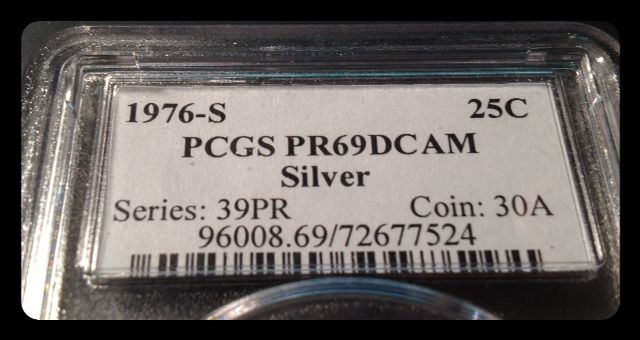 1976-S 25C
PCGS PR69DCAM
Silver
Series: 39PR Coin: 30A
96008.69/72677524